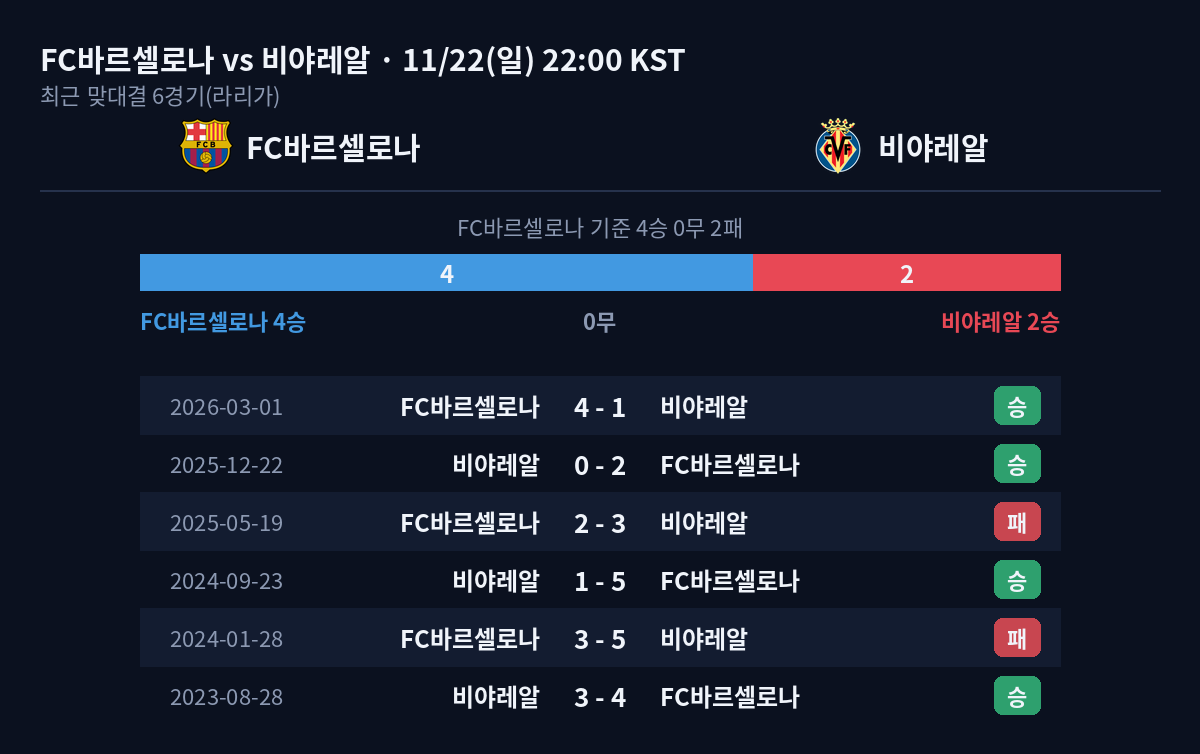 FC바르셀로나 vs 비야레알 · 11/22(일) 22:00 KST
최근 맞대결 6경기(라리가)
FCB FC바르셀로나 CVF 비야레알
FC바르셀로나 기준 4승 0무 2패
4 2
FC바르셀로나 4승 0무 비야레알 2승
2026-03-01 FC바르셀로나 4 - 1 비야레알 승
2025-12-22 비야레알 0 - 2 FC바르셀로나 승
2025-05-19 FC바르셀로나 2 - 3 비야레알 패
2024-09-23 비야레알 1 - 5 FC바르셀로나 승
2024-01-28 FC바르셀로나 3 - 5 비야레알 패
2023-08-28 비야레알 3 - 4 FC바르셀로나 승